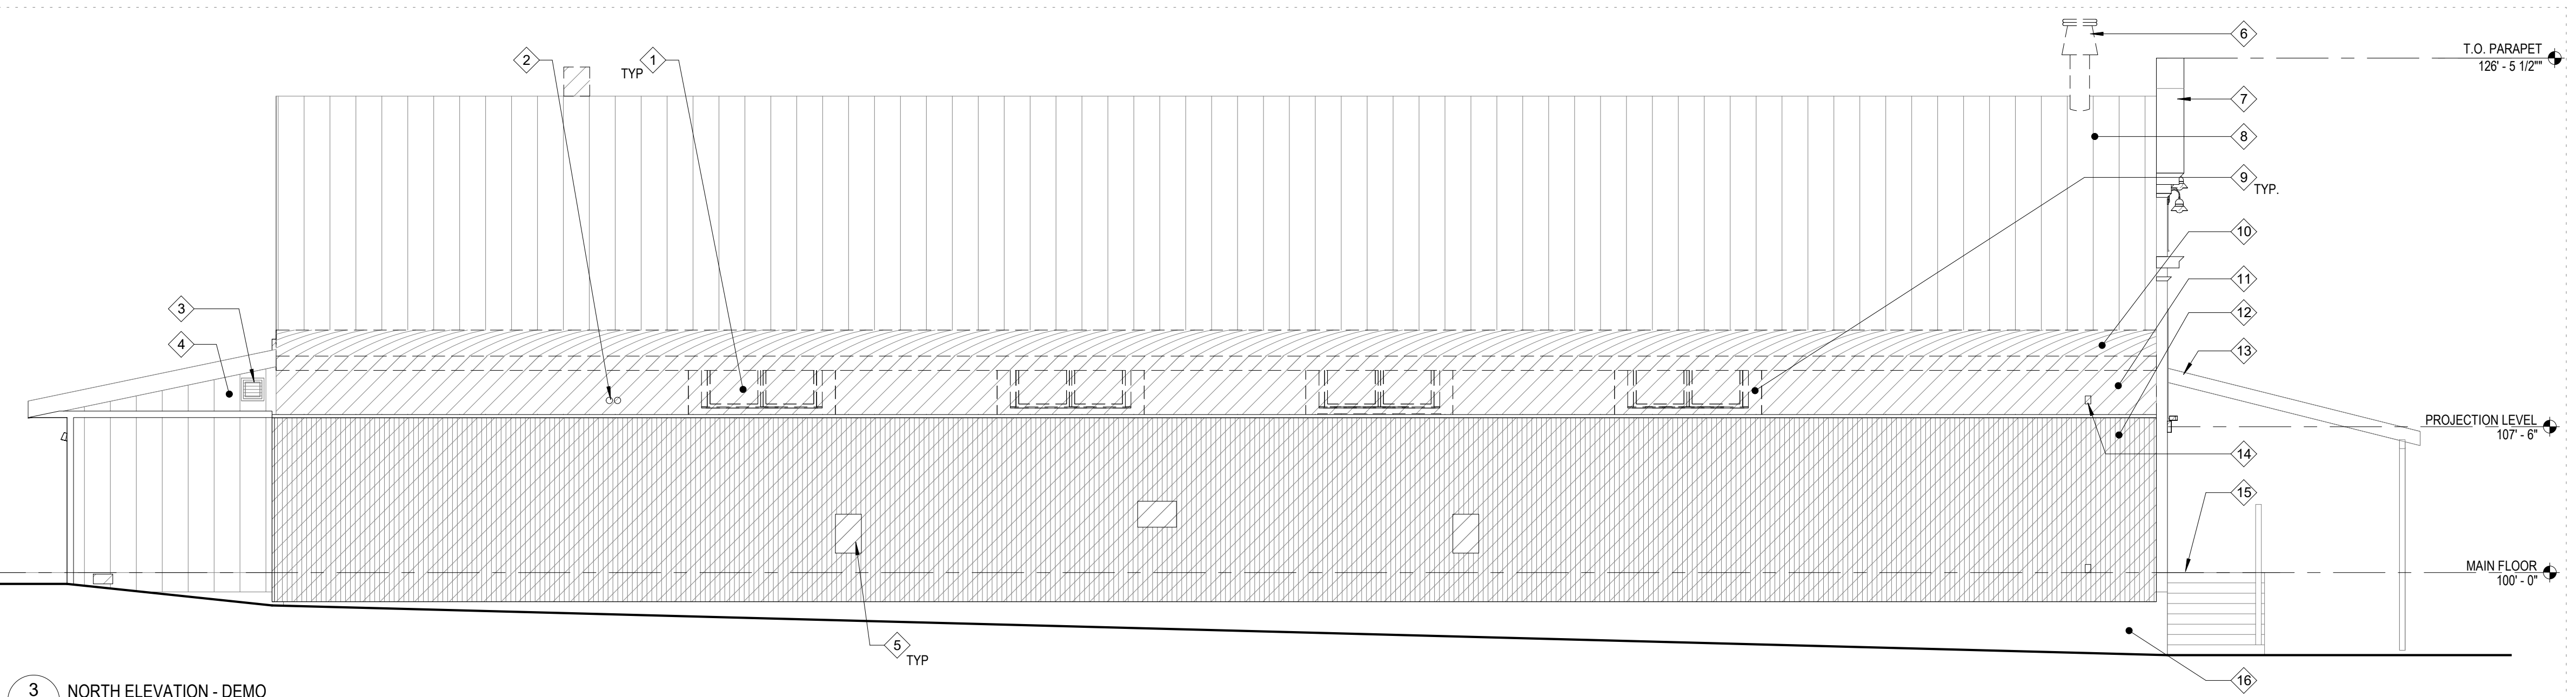 6
T.O. PARAPET
126' - 5 1/2""
2
1
TYP
7
8
9
TYP.
10
11
3
12
4
13
PROJECTION LEVEL
107' - 6"
14
15
MAIN FLOOR
100' - 0"
5
TYP
16
3
NORTH ELEVATION - DEMO